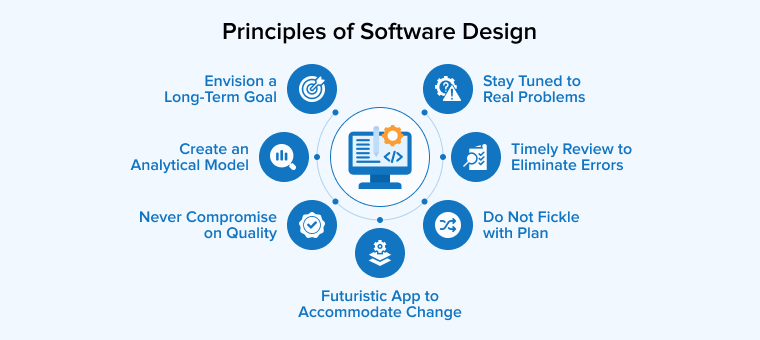 Principles of Software Design
Envision a
Long-Term Goal
Stay Tuned to
Real Problems
Create an
Analytical Model
Timely Review to
Eliminate Errors
Never Compromise
on Quality
Do Not Fickle
with Plan
Futuristic App to
Accommodate Change